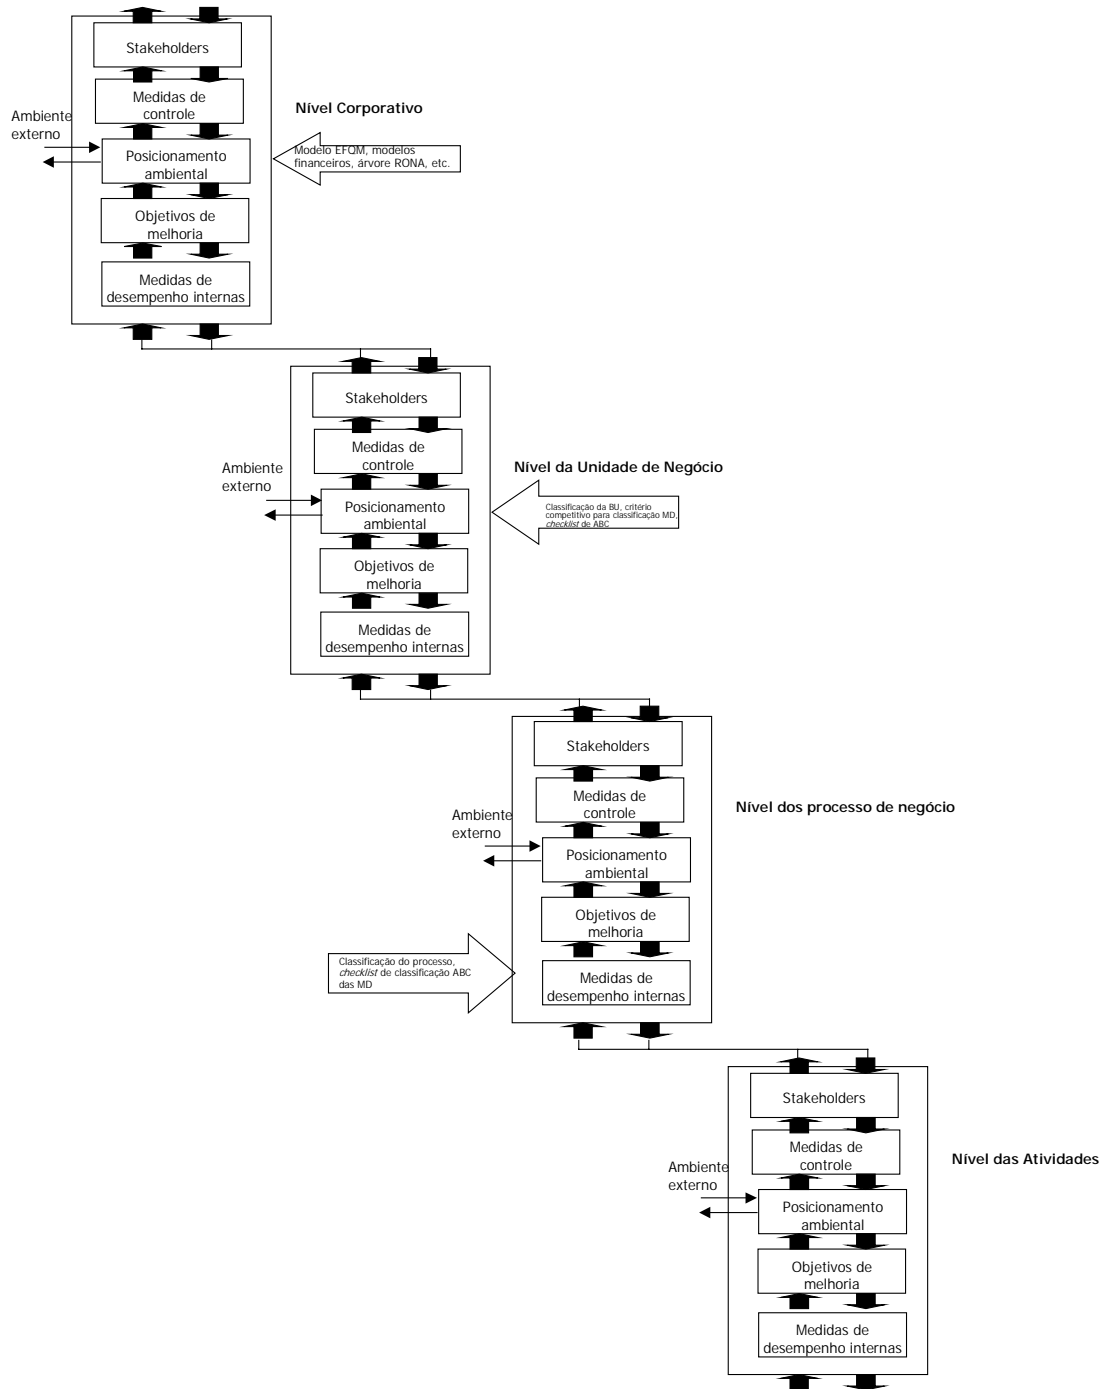 Stakeholders
Medidas de
controle
Nível Corporativo
Ambiente
externo
Posicionamento
ambiental
Modelo EFQM, modelos
financeiros, árvore RONA, etc.
Objetivos de
melhoria
Medidas de
desempenho internas
Stakeholders
Medidas de
controle
Nível da Unidade de Negócio
Ambiente
externo
Posicionamento
ambiental
Classificação da BU, critério
competitivo para classificação MD,
checklist de ABC
Objetivos de
melhoria
Medidas de
desempenho internas
Stakeholders
Medidas de
controle
Nível dos processo de negócio
Ambiente
externo
Posicionamento
ambiental
Objetivos de
melhoria
Classificação do processo,
checklist de classificação ABC
das MD
Medidas de
desempenho internas
Stakeholders
Medidas de
controle
Nível das Atividades
Ambiente
externo
Posicionamento
ambiental
Objetivos de
melhoria
Medidas de
desempenho internas